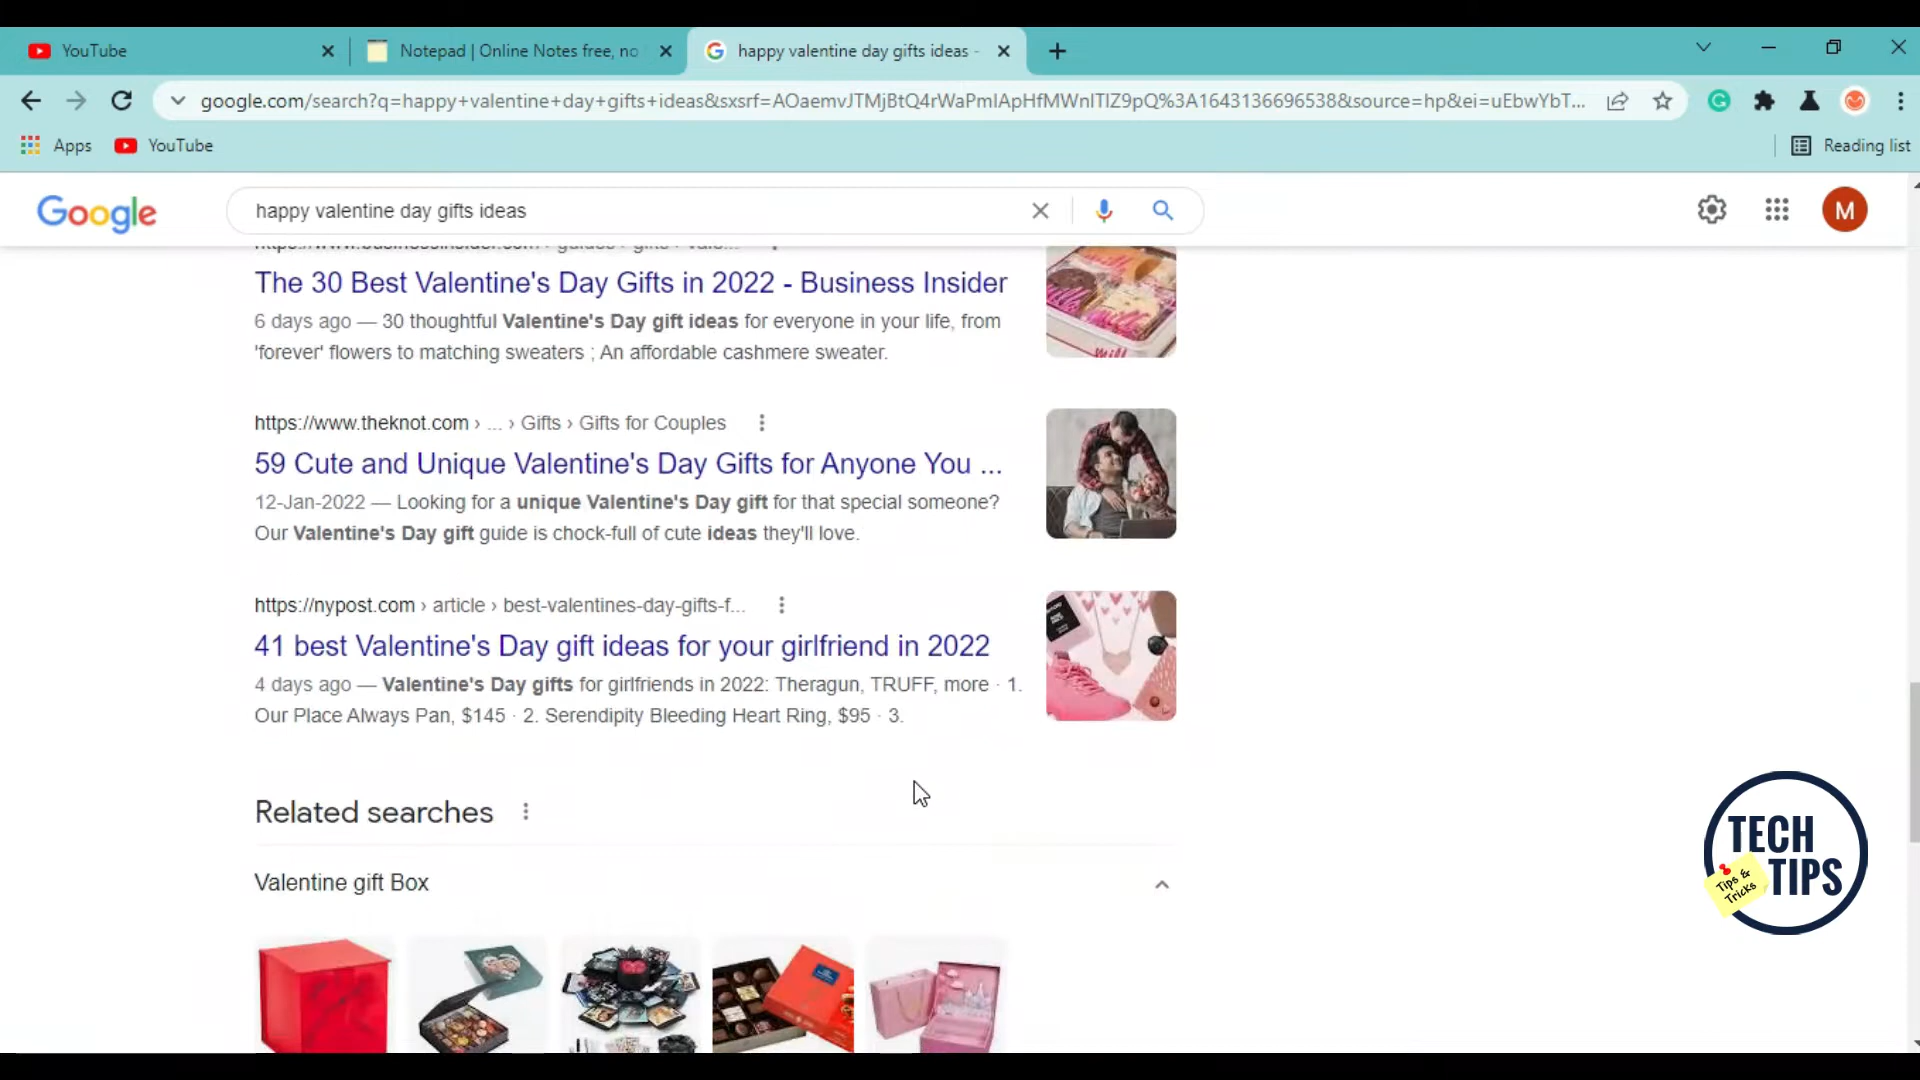 YouTube
Notepad | Online Notes free, no
happy valentine day gifts ideas -
google.com/search?q=happy+valentine+day+gifts+ideas&sxsrf=AOaemvJTMjBtQ4rWaPmIApHfMWnITIZ9pQ%3A1643136696538&source=hp&ei=uEbwYbT...
Apps
YouTube
Reading list
Google
happy valentine day gifts ideas
M
https://www.businessinsider.com › guides › gifts › vale...
The 30 Best Valentine's Day Gifts in 2022 - Business Insider
6 days ago — 30 thoughtful Valentine's Day gift ideas for everyone in your life, from
'forever' flowers to matching sweaters ; An affordable cashmere sweater.
https://www.theknot.com › ... › Gifts › Gifts for Couples
59 Cute and Unique Valentine's Day Gifts for Anyone You ...
12-Jan-2022 — Looking for a unique Valentine's Day gift for that special someone?
Our Valentine's Day gift guide is chock-full of cute ideas they'll love.
https://nypost.com › article › best-valentines-day-gifts-f...
41 best Valentine's Day gift ideas for your girlfriend in 2022
4 days ago — Valentine's Day gifts for girlfriends in 2022: Theragun, TRUFF, more · 1.
Our Place Always Pan, $145 · 2. Serendipity Bleeding Heart Ring, $95 · 3.
Related searches
Valentine gift Box
TECH
TIPS
Tips &
Tricks